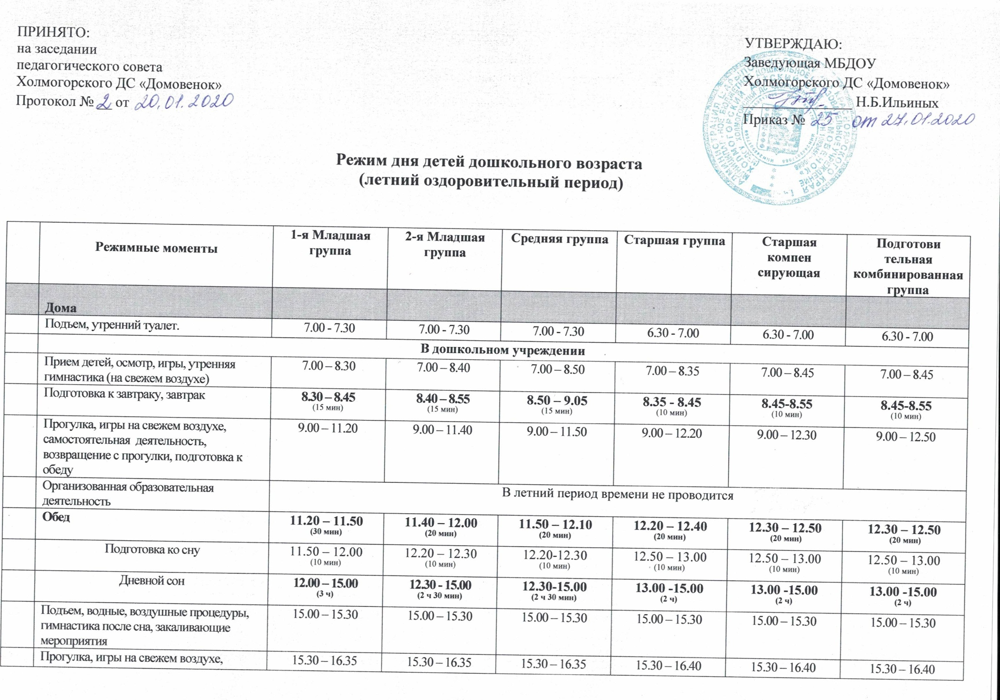 ПРИНЯТО:
на заседании
педагогического совета
Холмогорского ДС «Домовенок»
Протокол № 2 от 20.01.2020
УТВЕРЖДАЮ:
Заведующая МБДОУ
Холмогорского ДС «Домовенок»
Н.Б.Ильиных
Приказ № 25 от 27.01.2020
Режим дня детей дошкольного возраста
(летний оздоровительный период)
Режимные моменты
1-я Младшая
группа
2-я Младшая
группа
Средняя группа
Старшая группа
Старшая
компен
сирующая
Подготови
тельная
комбинированная
группа
Дома
Подъем, утренний туалет.
7.00 - 7.30
7.00 - 7.30
7.00 - 7.30
6.30 - 7.00
6.30 - 7.00
6.30 - 7.00
В дошкольном учреждении
Прием детей, осмотр, игры, утренняя
гимнастика (на свежем воздухе)
7.00 – 8.30
7.00 – 8.40
7.00 – 8.50
7.00 – 8.35
7.00 – 8.45
7.00 – 8.45
Подготовка к завтраку, завтрак
8.30 – 8.45
(15 мин)
8.40 – 8.55
(15 мин)
8.50 – 9.05
(15 мин)
8.35 - 8.45
(10 мин)
8.45-8.55
(10 мин)
8.45-8.55
(10 мин)
Прогулка, игры на свежем воздухе,
самостоятельная деятельность,
возвращение с прогулки, подготовка к
обеду
9.00 – 11.20
9.00 – 11.40
9.00 – 11.50
9.00 – 12.20
9.00 – 12.30
9.00 – 12.50
Организованная образовательная
деятельность
В летний период времени не проводится
Обед
11.20 – 11.50
(30 мин)
11.40 – 12.00
(20 мин)
11.50 – 12.10
(20 мин)
12.20 – 12.40
(20 мин)
12.30 – 12.50
(20 мин)
12.30 – 12.50
(20 мин)
Подготовка ко сну
11.50 – 12.00
(10 мин)
12.20 – 12.30
(10 мин)
12.20-12.30
(10 мин)
12.50 – 13.00
(10 мин)
12.50 – 13.00
(10 мин)
12.50 – 13.00
(10 мин)
Дневной сон
12.00 – 15.00
(3 ч)
12.30 - 15.00
(2 ч 30 мин)
12.30-15.00
(2 ч 30 мин)
13.00 -15.00
(2 ч)
13.00 -15.00
(2 ч)
13.00 -15.00
(2 ч)
Подъем, водные, воздушные процедуры,
гимнастика после сна, закаливающие
мероприятия
15.00 – 15.30
15.00 – 15.30
15.00 – 15.30
15.00 – 15.30
15.00 – 15.30
15.00 – 15.30
Прогулка, игры на свежем воздухе,
15.30 – 16.35
15.30 – 16.35
15.30 – 16.35
15.30 – 16.40
15.30 – 16.40
15.30 – 16.40